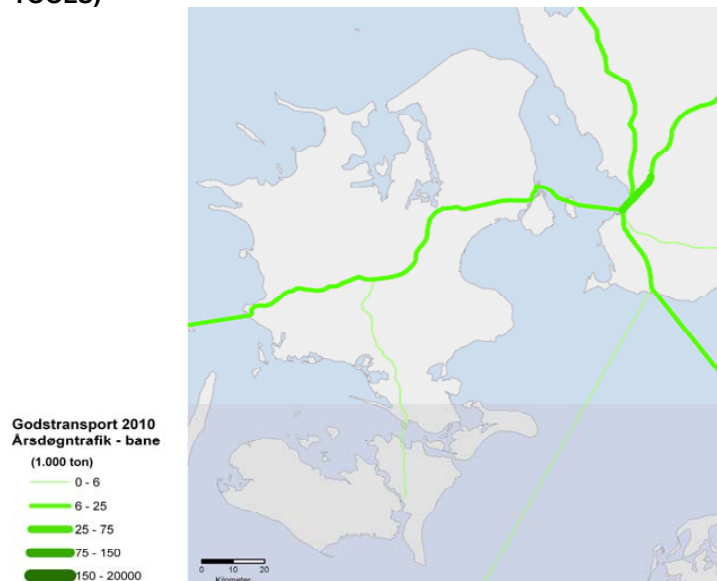 TOOLS)
Godstransport 2010
Årsdøgntrafik - bane
(1.000 ton)
0 - 6
6 - 25
25 - 75
75 - 150
150 - 20000
0 10 20
Kilometer